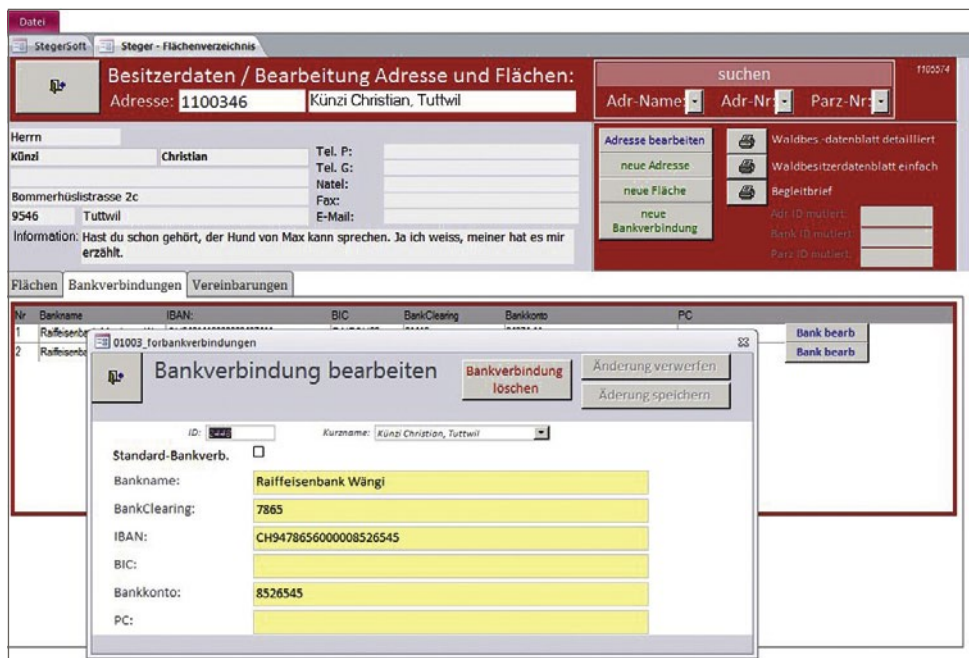 Datei
StegerSoft Steger - Flächenverzeichnis
Besitzerdaten / Bearbeitung Adresse und Flächen:
suchen
1105574
Adresse: 1100346 Künzi Christian, Tuttwil
Adr-Name: Adr-Nr: Parz-Nr:
Herrn
Künzi Christian
Bommerhüslistrasse 2c
9546 Tuttwil
Tel. P:
Tel. G:
Natel:
Fax:
E-Mail:
Information: Hast du schon gehört, der Hund von Max kann sprechen. Ja ich weiss, meiner hat es mir
erzählt.
Adresse bearbeiten
neue Adresse
neue Fläche
neue
Bankverbindung
Waldbes.-datenblatt detailliert
Waldbesitzerdatenblatt einfach
Begleitbrief
Adr ID mutiert:
Bank ID mutiert:
Parz ID mutiert:
Flächen Bankverbindungen Vereinbarungen
Nr Bankname IBAN: BIC BankClearing Bankkonto PC
1 Bank bearb
2 Bank bearb
01003_forbankverbindungen
Bankverbindung bearbeiten
Bankverbindung
löschen
Änderung verwerfen
Äderung speichern
ID:
Kurzname: Künzi Christian, Tuttwil
Standard-Bankverb.
Bankname: Raiffeisenbank Wängi
BankClearing: 7865
IBAN: CH9478656000008526545
BIC:
Bankkonto: 8526545
PC: